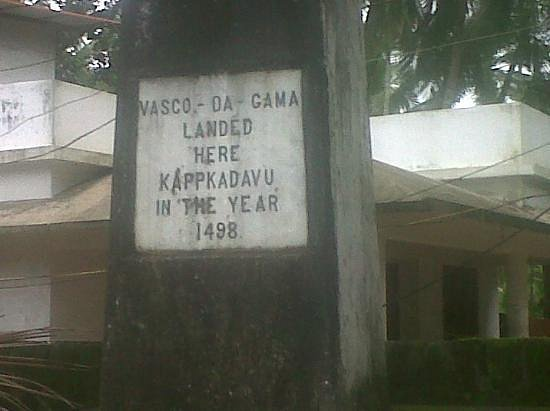 VASCO.-DA-GAMA
LANDED
HERE
KAPPKADAVU
IN THE YEAR
1498